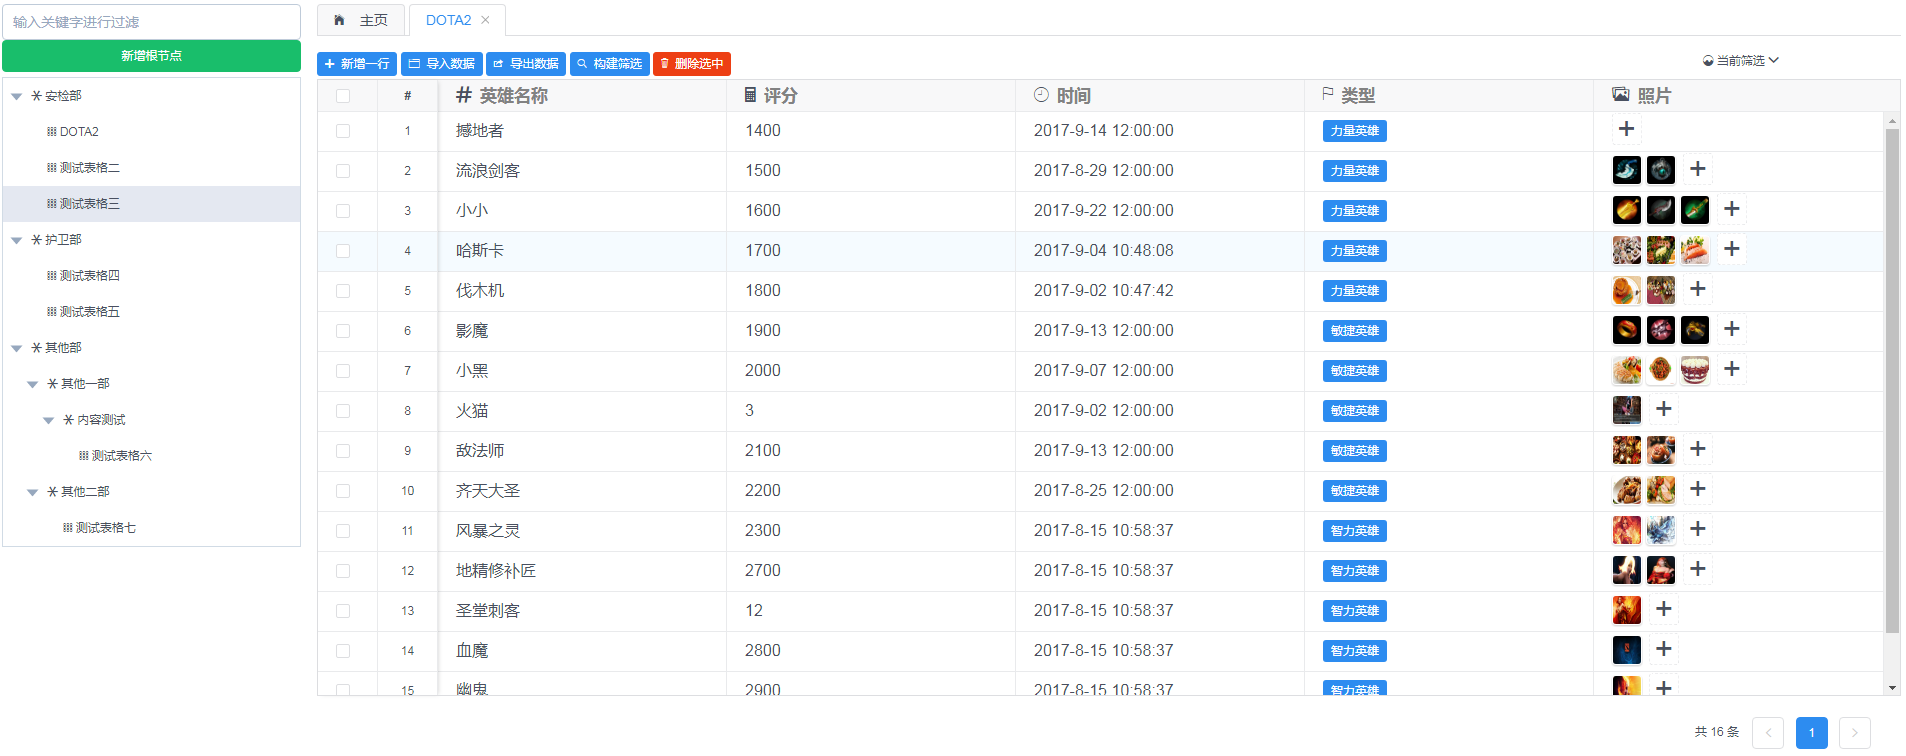 输入关键字进行过滤
新增根节点
安检部
DOTA2
测试表格二
测试表格三
护卫部
测试表格四
测试表格五
其他部
其他一部
内容测试
测试表格六
其他二部
测试表格七
主页 DOTA2
新增一行 导入数据 导出数据 构建筛选 删除选中 当前筛选
# 英雄名称 评分 时间 类型 照片
1 撼地者 1400 2017-9-14 12:00:00 力量英雄
2 流浪剑客 1500 2017-8-29 12:00:00 力量英雄
3 小小 1600 2017-9-22 12:00:00 力量英雄
4 哈斯卡 1700 2017-9-04 10:48:08 力量英雄
5 伐木机 1800 2017-9-02 10:47:42 力量英雄
6 影魔 1900 2017-9-13 12:00:00 敏捷英雄
7 小黑 2000 2017-9-07 12:00:00 敏捷英雄
8 火猫 3 2017-9-02 12:00:00 敏捷英雄
9 敌法师 2100 2017-9-13 12:00:00 敏捷英雄
10 齐天大圣 2200 2017-8-25 12:00:00 敏捷英雄
11 风暴之灵 2300 2017-8-15 10:58:37 智力英雄
12 地精修补匠 2700 2017-8-15 10:58:37 智力英雄
13 圣堂刺客 12 2017-8-15 10:58:37 智力英雄
14 血魔 2800 2017-8-15 10:58:37 智力英雄
15 幽鬼 2900 2017-8-15 10:58:37 智力英雄
共 16 条 1